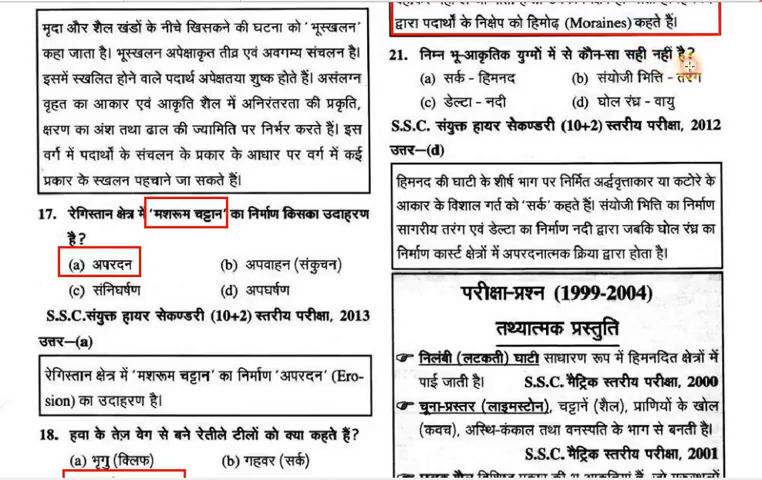 मृदा और शैल खंडों के नीचे खिसकने की घटना को ' भूस्खलन'
कहा जाता है। भूस्खलन अपेक्षाकृत तीव्र एवं अवगम्य संचलन है।
इसमें स्खलित होने वाले पदार्थ अपेक्षतया शुष्क होते हैं। असंलग्न
वृहत का आकार एवं आकृति शैल में अनिरंतरता की प्रकृति,
क्षरण का अंश तथा ढाल की ज्यामिति पर निर्भर करते हैं। इस
वर्ग में पदार्थों के संचलन के प्रकार के आधार पर वर्ग में कई
प्रकार के स्खलन पहचाने जा सकते हैं।
17. रेगिस्तान क्षेत्र में 'मशरूम चट्टान' का निर्माण किसका उदाहरण
है?
(a) अपरदन (b) अपवाहन (संकुचन)
(c) संनिघर्षण (d) अपघर्षण
S.S.C.संयुक्त हायर सेकण्डरी (10+2) स्तरीय परीक्षा, 2013
उत्तर–(a)
रेगिस्तान क्षेत्र में 'मशरूम चट्टान' का निर्माण 'अपरदन' (Ero-
sion) का उदाहरण है।
18. हवा के तेज़ वेग से बने रेतीले टीलों को क्या कहते हैं?
(a) भृगु (क्लिफ) (b) गहवर (सर्क)
द्वारा पदार्थों के निक्षेप को हिमोढ़ (Moraines) कहते हैं।
21. निम्न भू-आकृतिक युग्मों में से कौन-सा सही नहीं है?
(a) सर्क - हिमनद (b) संयोजी भित्ति - तरंग
(c) डेल्टा - नदी (d) घोल रंध्र - वायु
S.S.C. संयुक्त हायर सेकण्डरी (10+2) स्तरीय परीक्षा, 2012
उत्तर–(d)
हिमनद की घाटी के शीर्ष भाग पर निर्मित अर्द्धवृत्ताकार या कटोरे के
आकार के विशाल गर्त को 'सर्क' कहते हैं। संयोजी भित्ति का निर्माण
सागरीय तरंग एवं डेल्टा का निर्माण नदी द्वारा जबकि घोल रंध्र का
निर्माण कार्स्ट क्षेत्रों में अपरदनात्मक क्रिया द्वारा होता है।
परीक्षा-प्रश्न (1999-2004)
तथ्यात्मक प्रस्तुति
☞ निलंबी (लटकती) घाटी साधारण रूप में हिमनदित क्षेत्रों में
पाई जाती है। S.S.C. मैट्रिक स्तरीय परीक्षा, 2000
☞ चूना-प्रस्तर (लाइमस्टोन), चट्टानें (शैल), प्राणियों के खोल
(कवच), अस्थि-कंकाल तथा वनस्पति के भाग से बनती है।
S.S.C. मैट्रिक स्तरीय परीक्षा, 2001